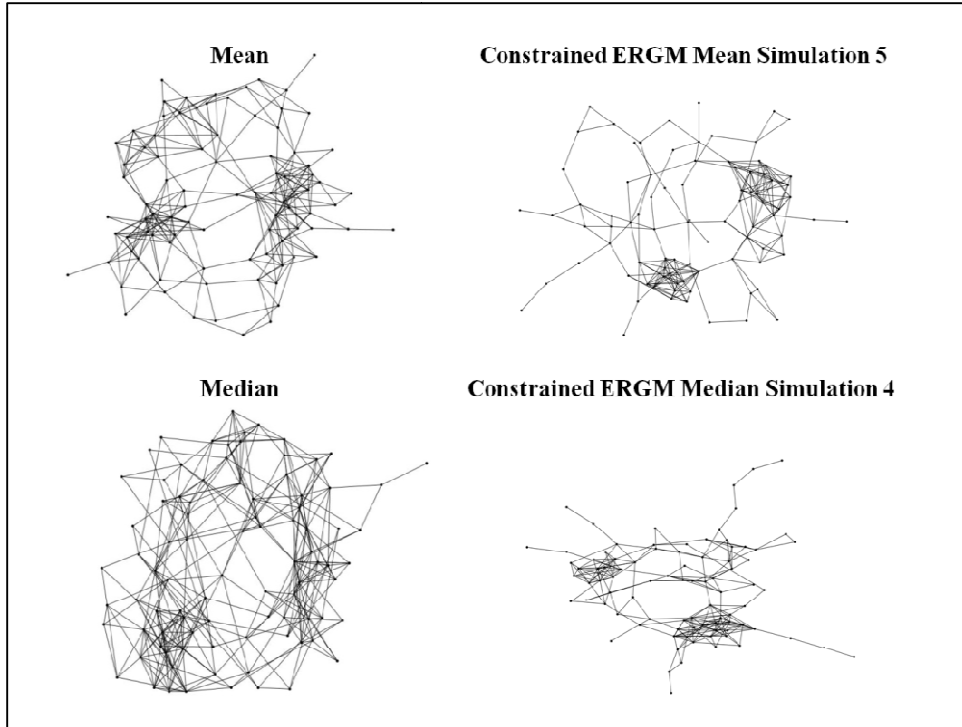 Mean
Constrained ERGM Mean Simulation 5
Median
Constrained ERGM Median Simulation 4